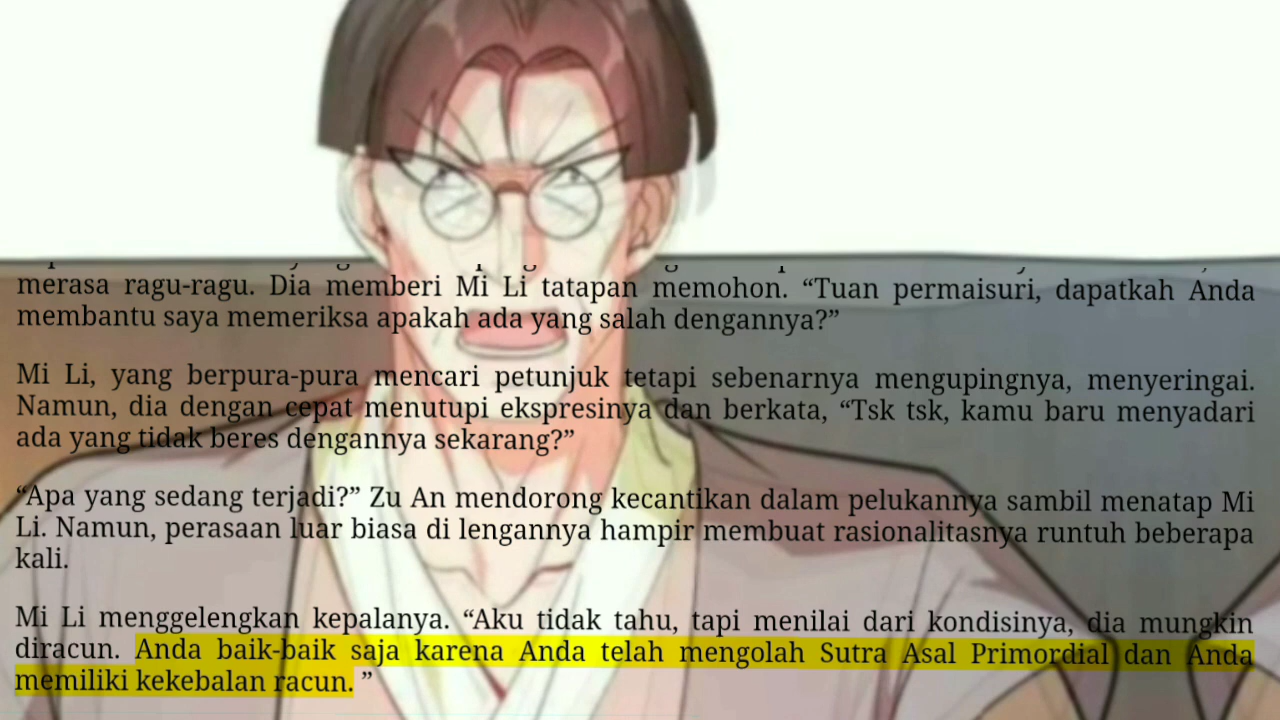 merasa ragu-ragu. Dia memberi Mi Li tatapan memohon. “Tuan permaisuri, dapatkah Anda
membantu saya memeriksa apakah ada yang salah dengannya?”
Mi Li, yang berpura-pura mencari petunjuk tetapi sebenarnya mengupingnya, menyeringai.
Namun, dia dengan cepat menutupi ekspresinya dan berkata, “Tsk tsk, kamu baru menyadari
ada yang tidak beres dengannya sekarang?”
“Apa yang sedang terjadi?” Zu An mendorong kecantikan dalam pelukannya sambil menatap Mi
Li. Namun, perasaan luar biasa di lengannya hampir membuat rasionalitasnya runtuh beberapa
kali.
Mi Li menggelengkan kepalanya. “Aku tidak tahu, tapi menilai dari kondisinya, dia mungkin
diracun. Anda baik-baik saja karena Anda telah mengolah Sutra Asal Primordial dan Anda
memiliki kekebalan racun. ”